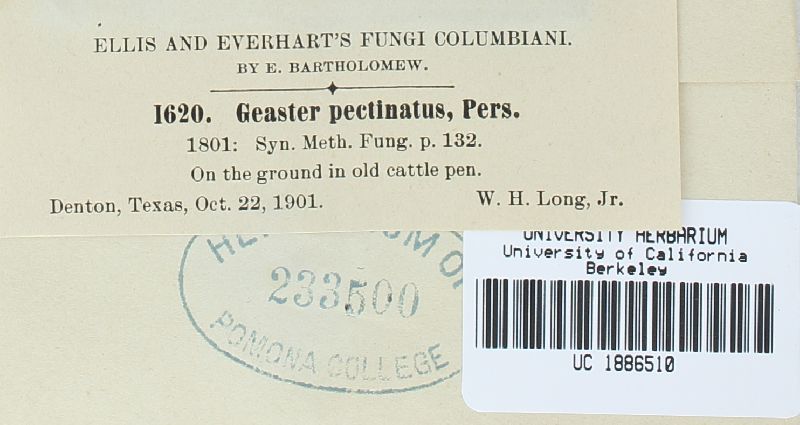 ELLIS AND EVERHART'S FUNGI COLUMBIANI.
BY E. BARTHOLOMEW.
1620. Geaster pectinatus, Pers.
1801: Syn. Meth. Fung. p. 132.
On the ground in old cattle pen.
Denton, Texas, Oct. 22, 1901. W. H. Long, Jr.
233500
POMONA COLLEGE
UNIVERSITY HERBARIUM
University of California
Berkeley
UC 1886510